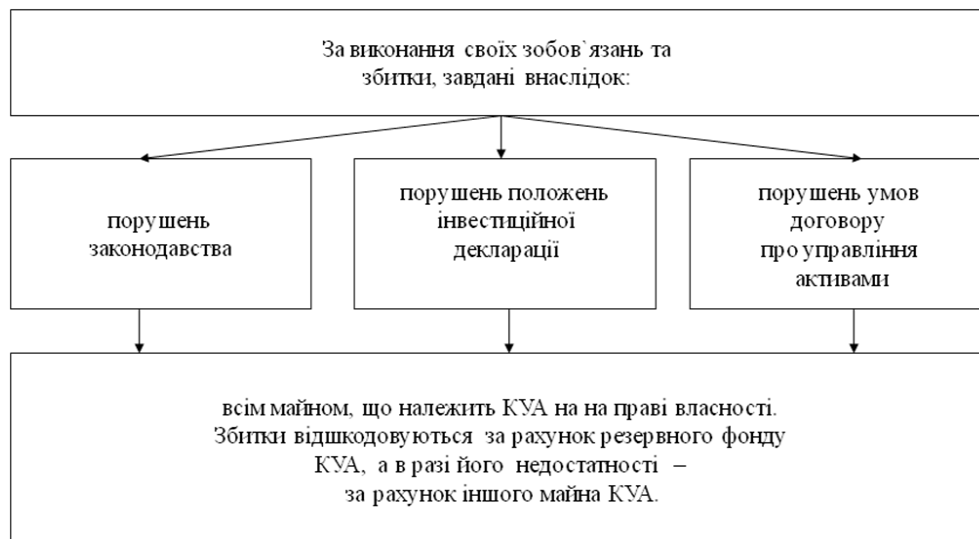 За виконання своїх зобов`язань та
збитки, завдані внаслідок:
порушень
законодавства
порушень положень
інвестиційної
декларації
порушень умов
договору
про управління
активами
всім майном, що належить КУА на на праві власності.
Збитки відшкодовуються за рахунок резервного фонду
КУА, а в разі його недостатності –
за рахунок іншого майна КУА.